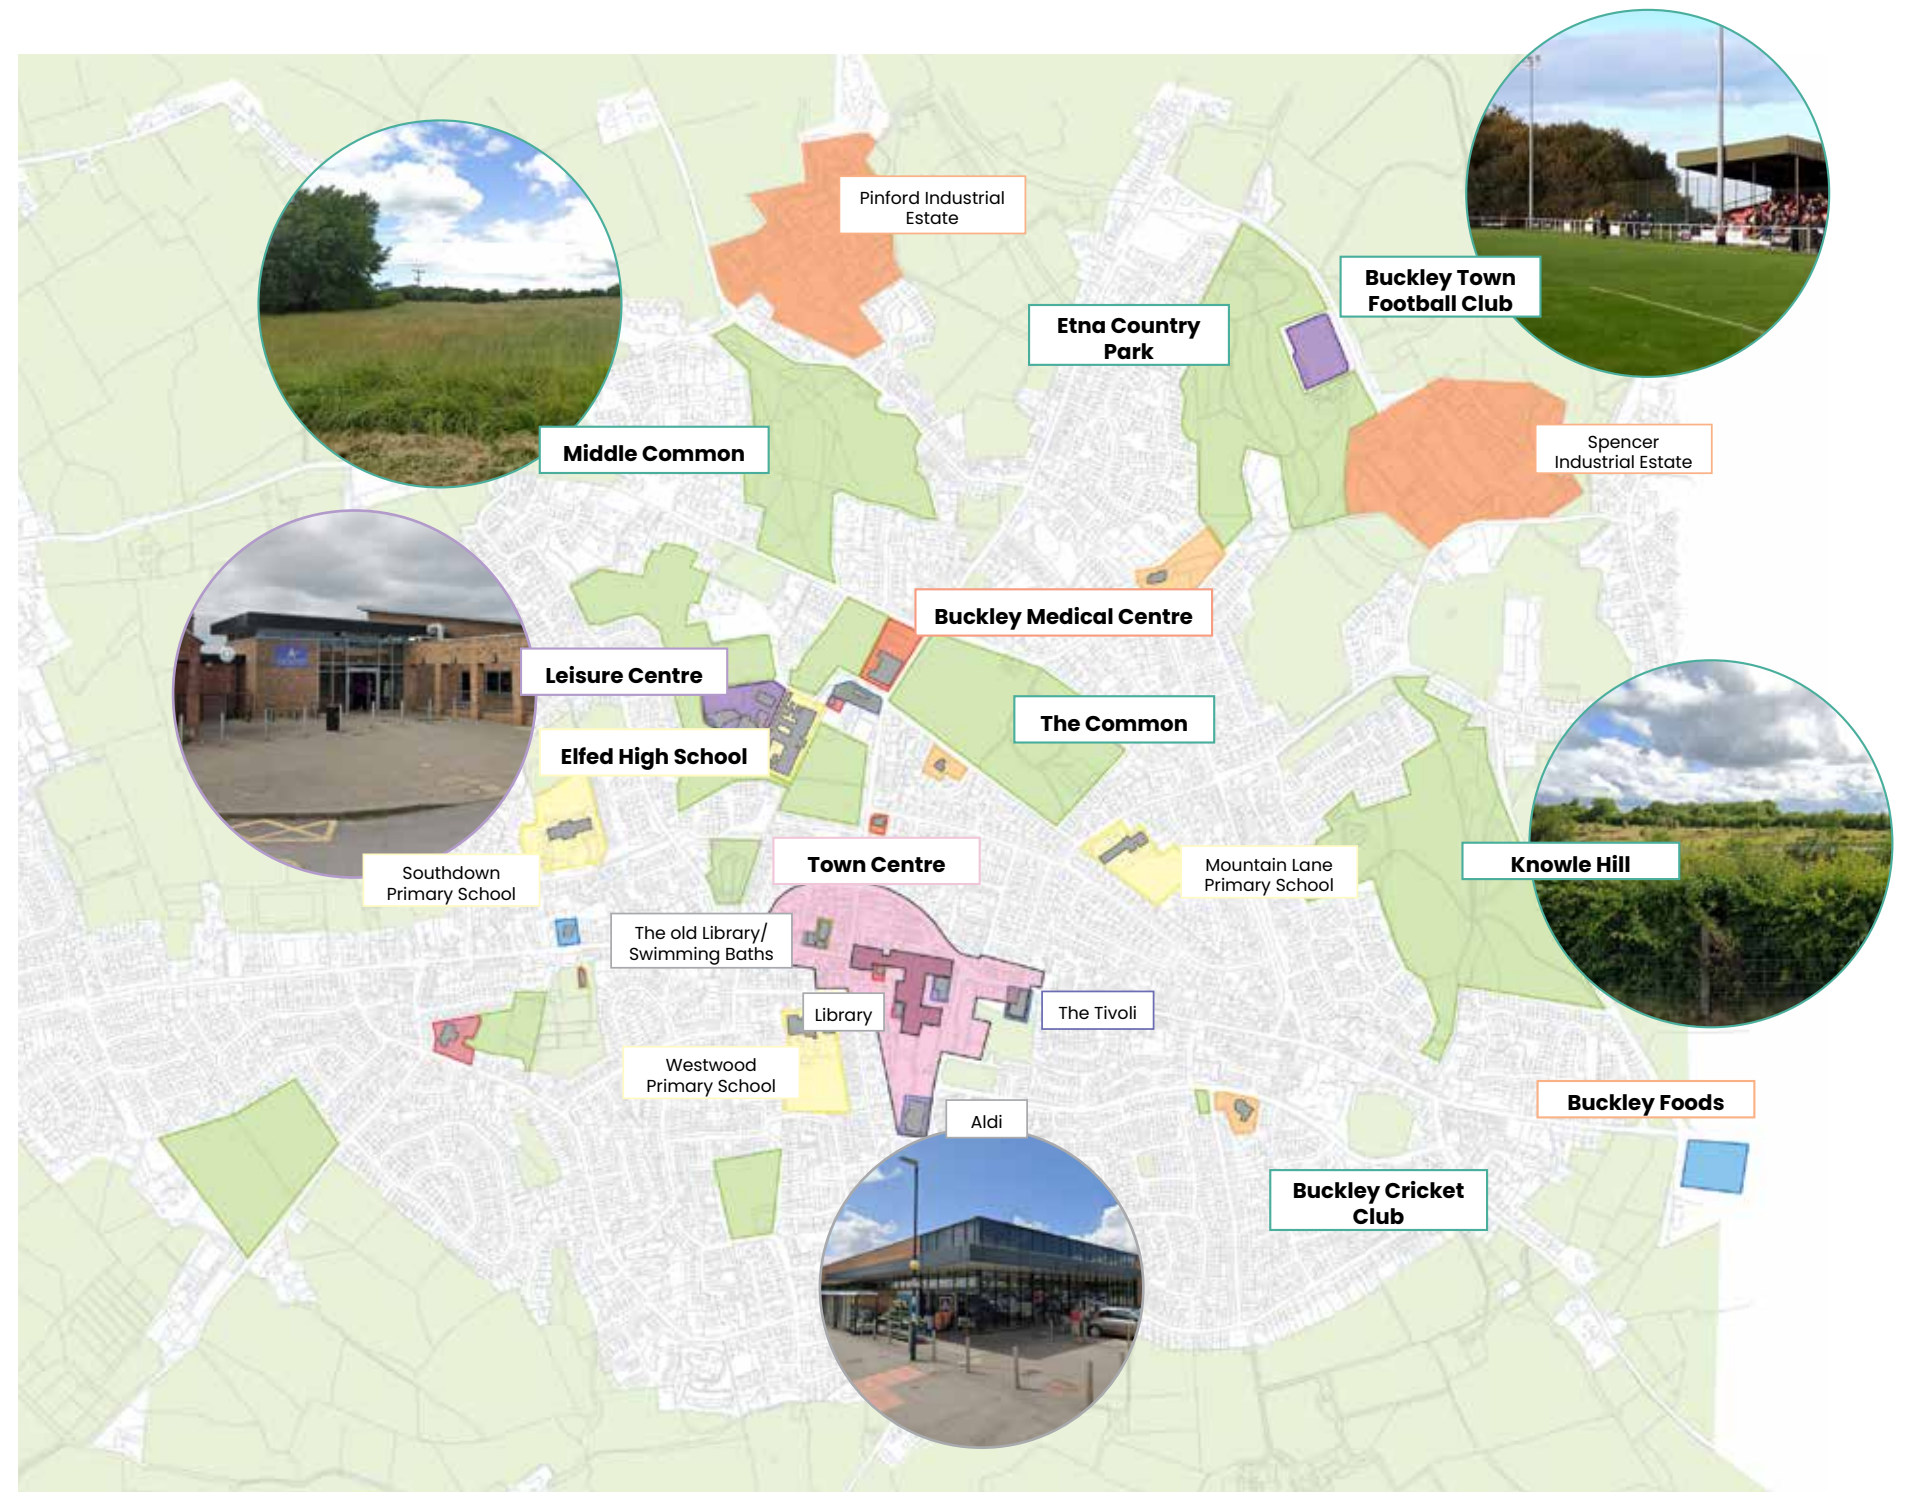 Pinford Industrial
Estate
Buckley Town
Football Club
Etna Country
Park
Middle Common
Spencer
Industrial Estate
Buckley Medical Centre
Leisure Centre
The Common
Elfed High School
Town Centre
Knowle Hill
Southdown
Primary School
Mountain Lane
Primary School
The old Library/
Swimming Baths
Library
The Tivoli
Westwood
Primary School
Aldi
Buckley Foods
Buckley Cricket
Club